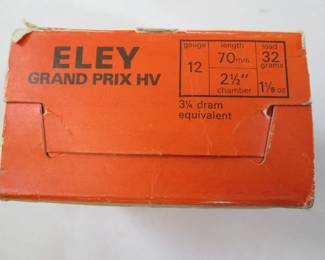 ELEY
GRAND PRIX HV
gauge length load
12 70m/m 32 grams
2½" chamber 1⅛ oz
3¼ dram
equivalent